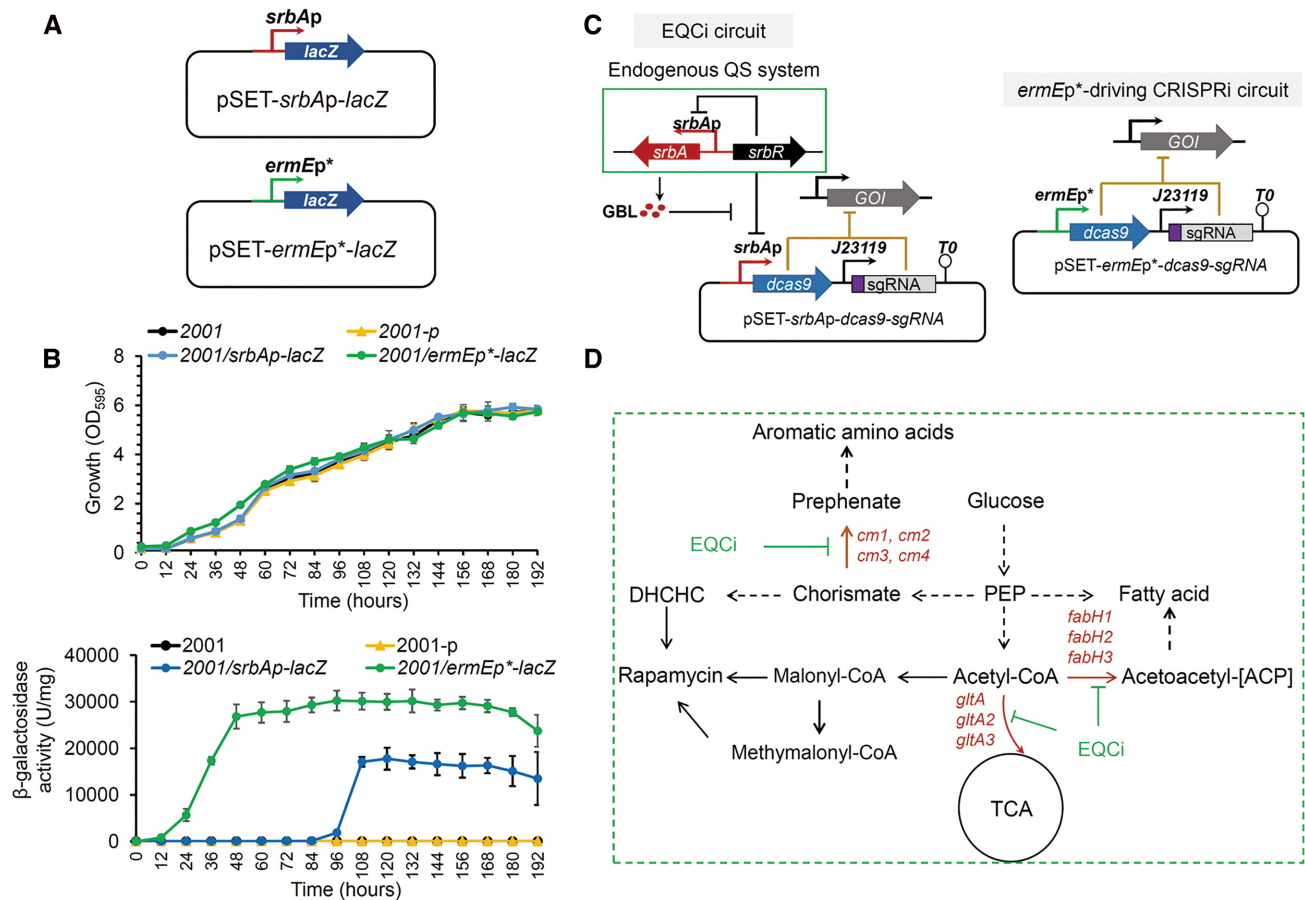 A
srbAp
lacZ
pSET-srbAp-lacZ
ermEp*
lacZ
pSET-ermEp*-lacZ
B
2001 2001-p
2001/srbAp-lacZ 2001/ermEp*-lacZ
8
6
4
2
0
Growth (OD595)
0 12 24 36 48 60 72 84 96 108 120 132 144 156 168 180 192
Time (hours)
2001 2001-p
2001/srbAp-lacZ 2001/ermEp*-lacZ
40000
30000
20000
10000
0
β-galactosidase
activity (U/mg)
0 12 24 36 48 60 72 84 96 108 120 132 144 156 168 180 192
Time (hours)
C
EQCi circuit
Endogenous QS system
srbAp
srbA srbR
GBL
GOI
srbAp J23119 T0
dcas9 sgRNA
pSET-srbAp-dcas9-sgRNA
ermEp*-driving CRISPRi circuit
GOI
ermEp* J23119 T0
dcas9 sgRNA
pSET-ermEp*-dcas9-sgRNA
D
Aromatic amino acids
Prephenate Glucose
EQCi
cm1, cm2
cm3, cm4
DHCHC Chorismate PEP Fatty acid
fabH1
fabH2
fabH3
Rapamycin Malonyl-CoA Acetyl-CoA Acetoacetyl-[ACP]
gltA
gltA2
gltA3
EQCi
Methymalonyl-CoA
TCA